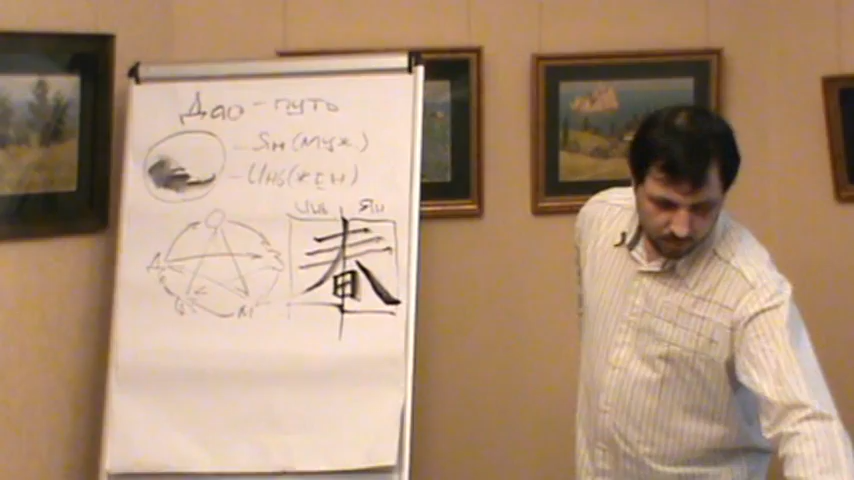 Дао - путь
- Ян (муж.)
- Инь (жен)
Инь Ян
春